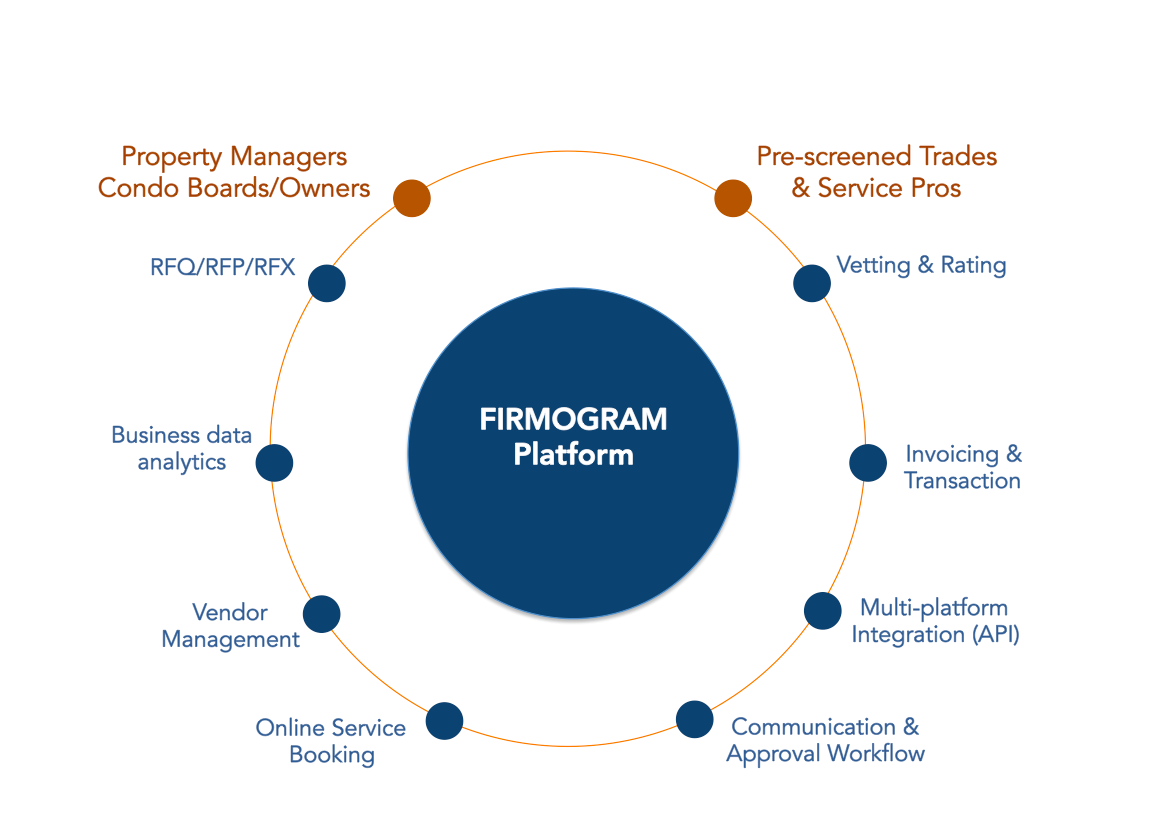 Property Managers
Condo Boards/Owners
Pre-screened Trades
& Service Pros
RFQ/RFP/RFX
Vetting & Rating
FIRMOGRAM
Platform
Business data
analytics
Invoicing &
Transaction
Vendor
Management
Multi-platform
Integration (API)
Online Service
Booking
Communication &
Approval Workflow